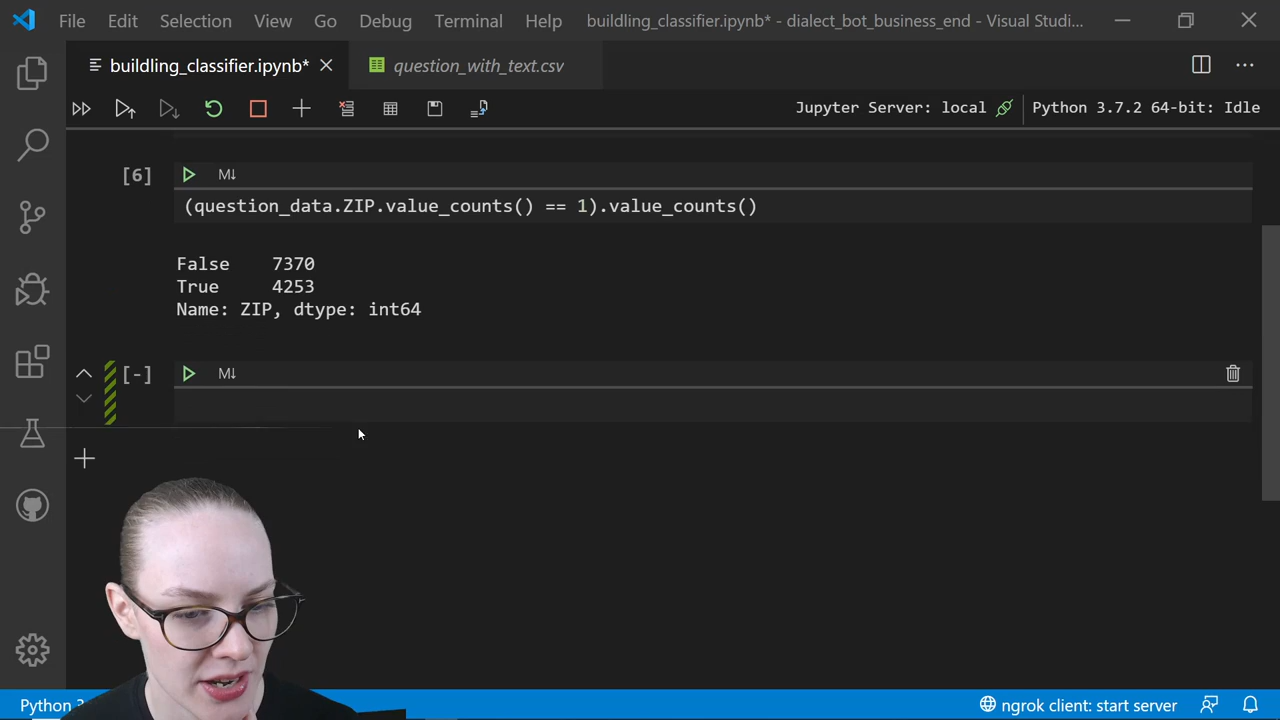 File Edit Selection View Go Debug Terminal Help buildling_classifier.ipynb* - dialect_bot_business_end - Visual Studi...
buildling_classifier.ipynb* question_with_text.csv
Jupyter Server: local Python 3.7.2 64-bit: Idle
[6] M↓
(question_data.ZIP.value_counts() == 1).value_counts()
False 7370
True 4253
Name: ZIP, dtype: int64
[-] M↓
Python 3 ngrok client: start server